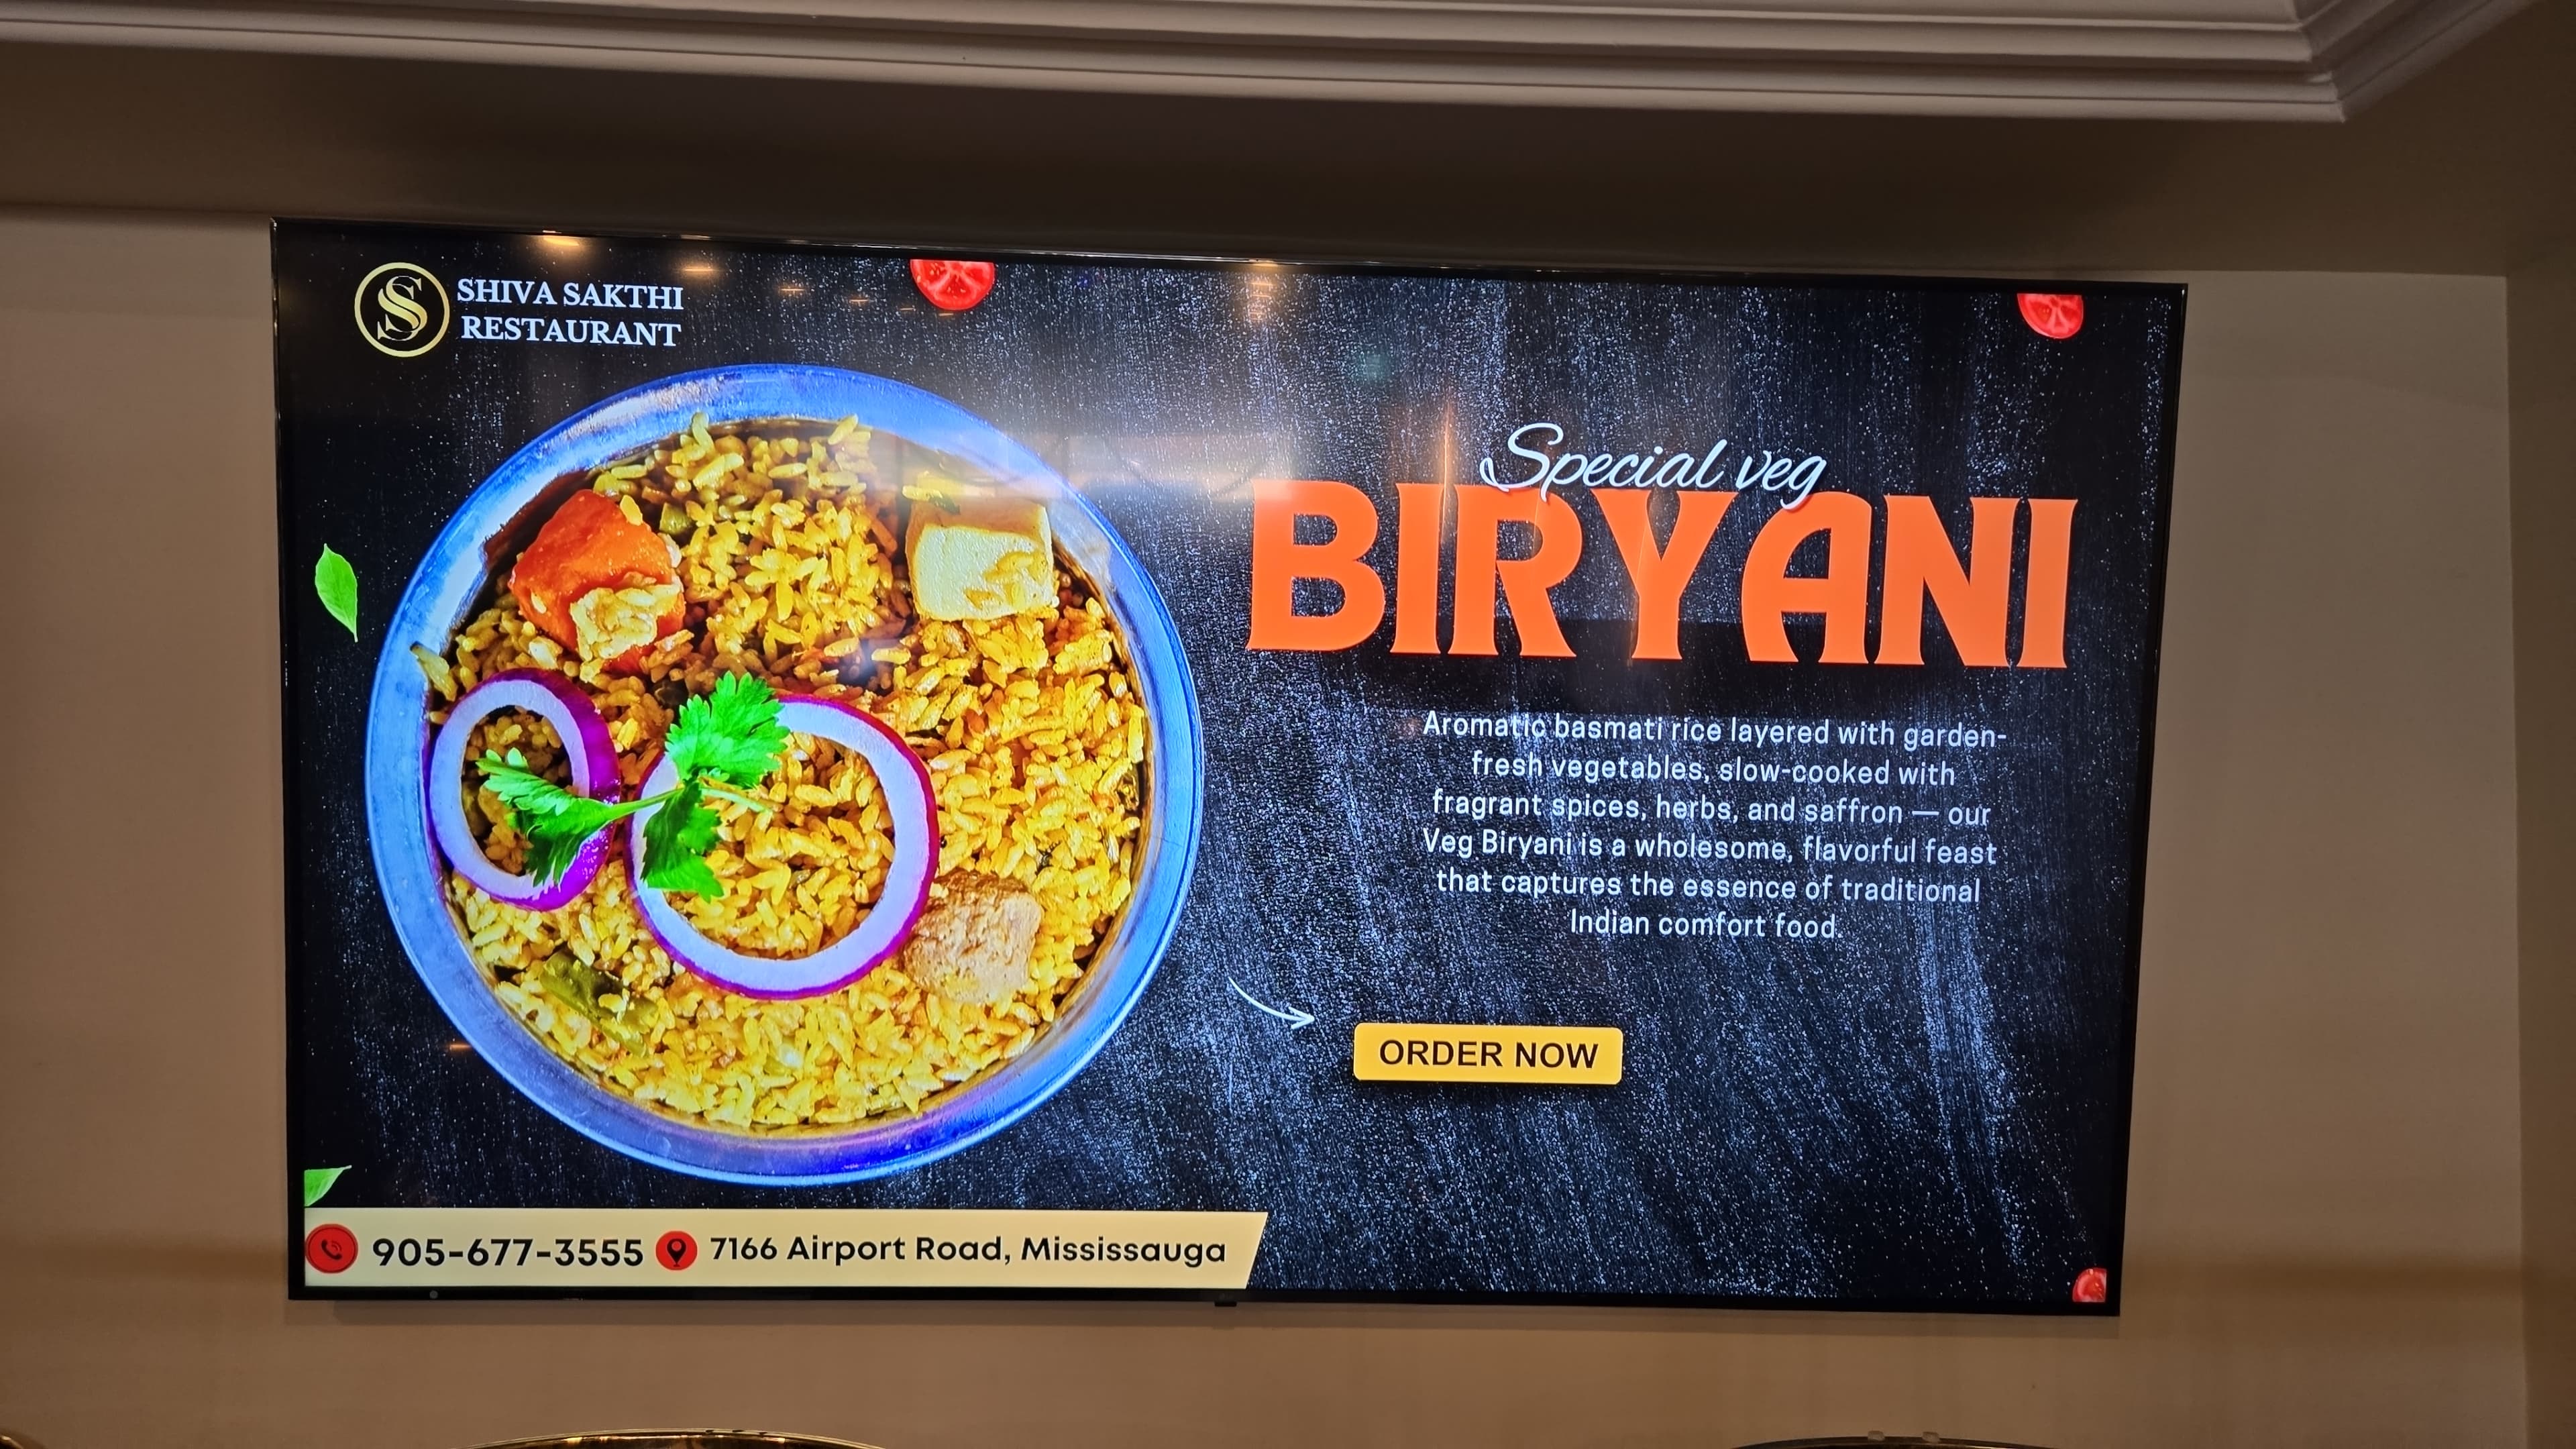 SHIVA SAKTHI
RESTAURANT
Special veg
BIRYANI
Aromatic basmati rice layered with garden-
fresh vegetables, slow-cooked with
fragrant spices, herbs, and saffron — our
Veg Biryani is a wholesome, flavorful feast
that captures the essence of traditional
Indian comfort food.
ORDER NOW
905-677-3555 7166 Airport Road, Mississauga